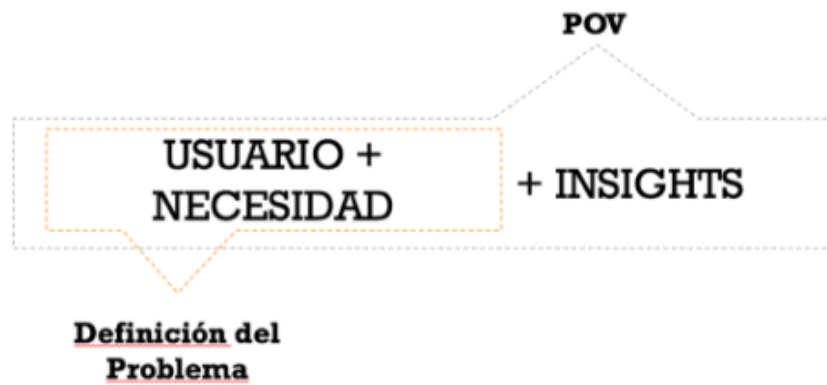 POV
USUARIO +
NECESIDAD
+ INSIGHTS
Definición del
Problema